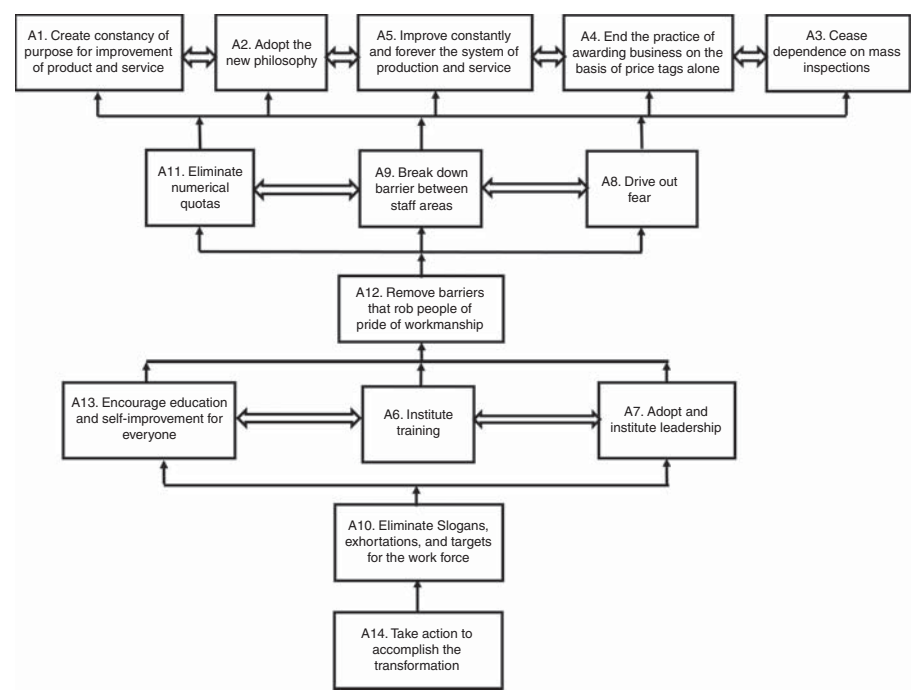 A1. Create constancy of
purpose for improvement
of product and service
A2. Adopt the
new philosophy
A5. Improve constantly
and forever the system of
production and service
A4. End the practice of
awarding business on the
basis of price tags alone
A3. Cease
dependence on mass
inspections
A11. Eliminate
numerical
quotas
A9. Break down
barrier between
staff areas
A8. Drive out
fear
A12. Remove barriers
that rob people of
pride of workmanship
A13. Encourage education
and self-improvement for
everyone
A6. Institute
training
A7. Adopt and
institute leadership
A10. Eliminate Slogans,
exhortations, and targets
for the work force
A14. Take action to
accomplish the
transformation